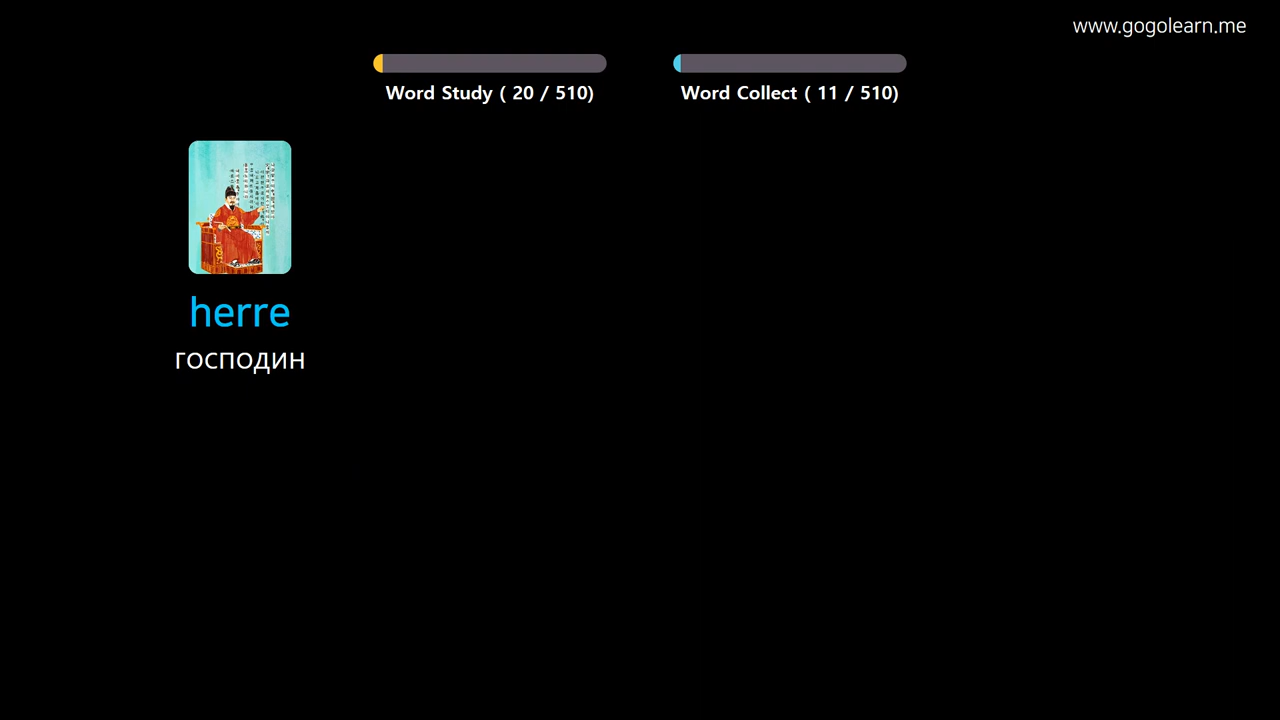 www.gogolearn.me
Word Study ( 20 / 510)
Word Collect ( 11 / 510)
herre
господин